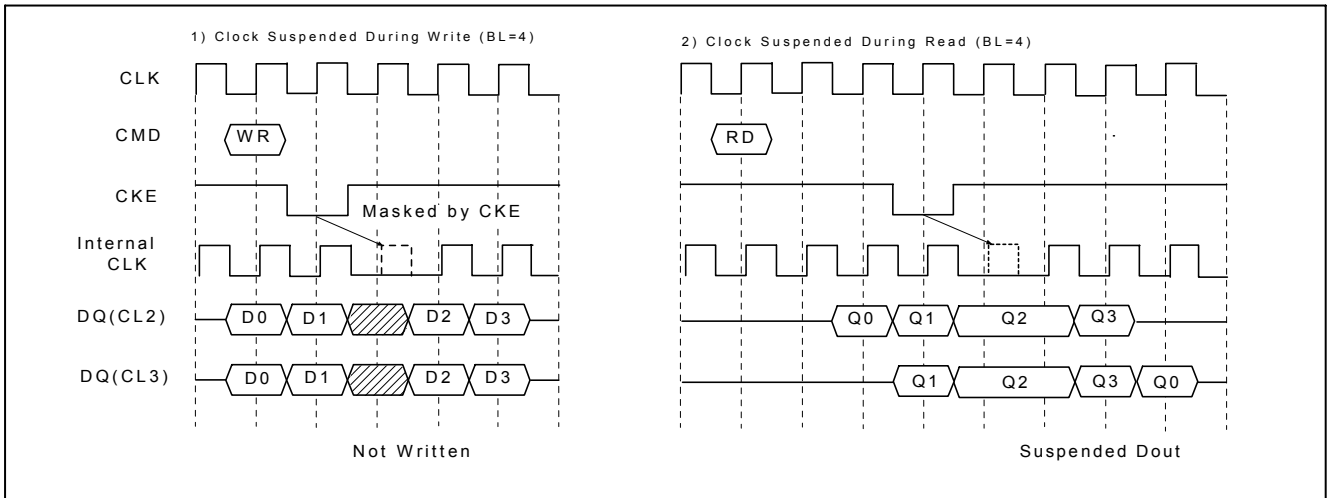 1) Clock Suspended During Write (BL=4)
2) Clock Suspended During Read (BL=4)
CLK
CMD
WR
RD
CKE
Masked by CKE
Internal
CLK
DQ(CL2)
D0 D1 D2 D3
Q0 Q1 Q2 Q3
DQ(CL3)
D0 D1 D2 D3
Q1 Q2 Q3 Q0
Not Written
Suspended Dout